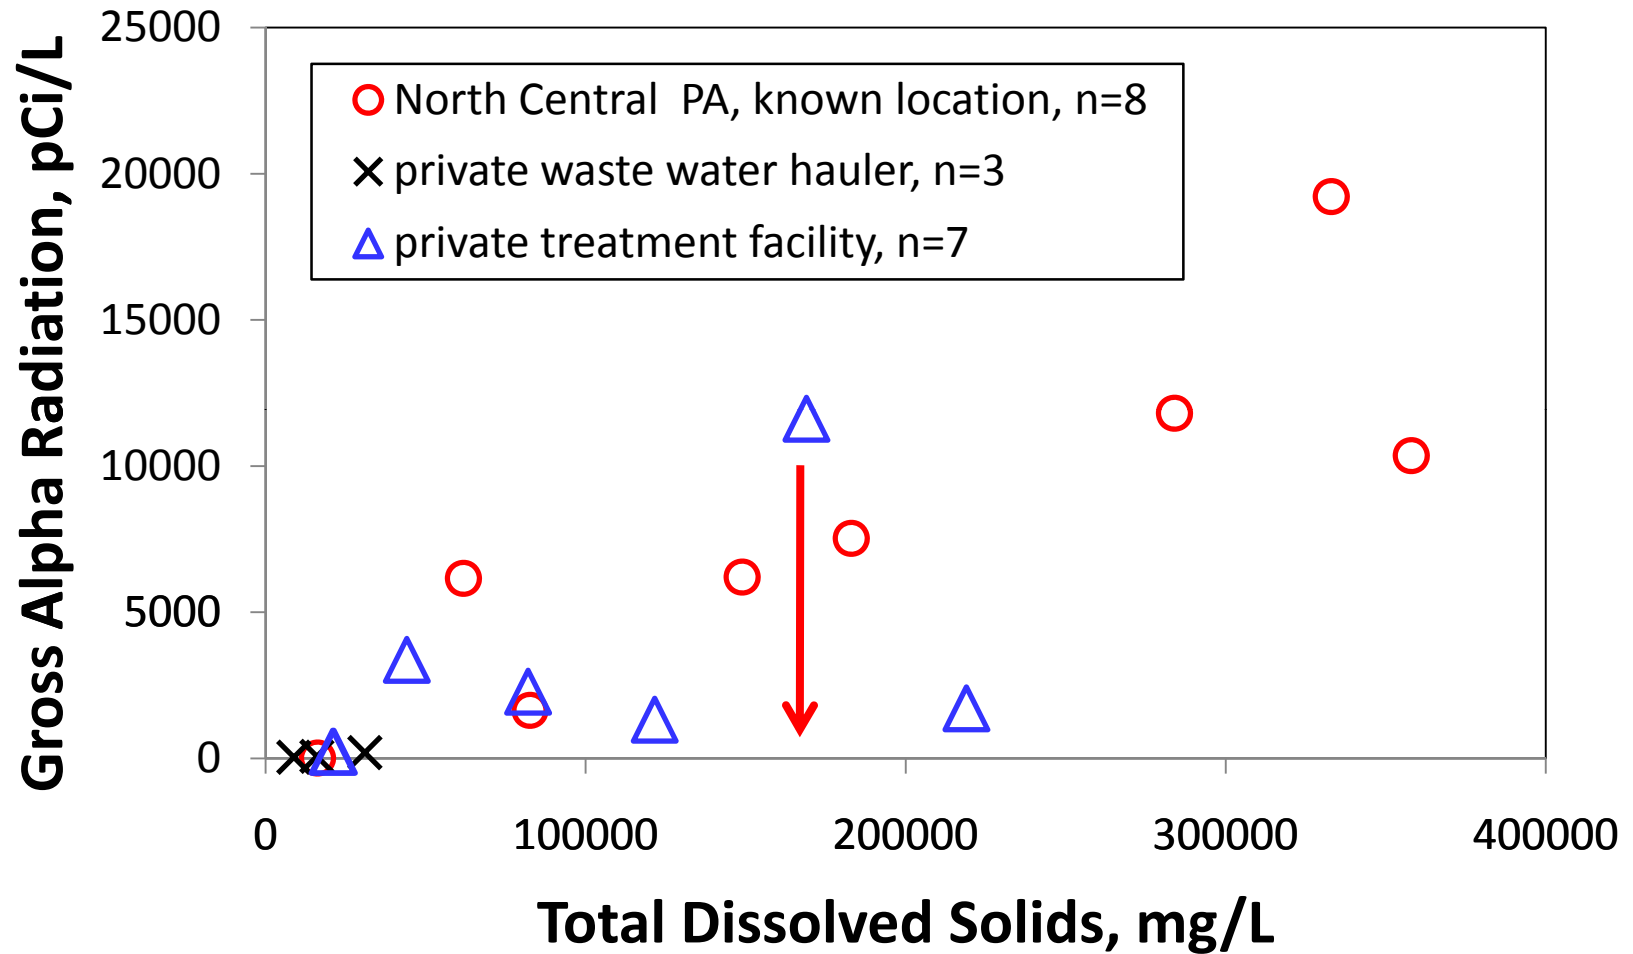 Gross Alpha Radiation, pCi/L
25000
20000
15000
10000
5000
0
North Central  PA, known location, n=8
private waste water hauler, n=3
private treatment facility, n=7
0
100000
200000
300000
400000
Total Dissolved Solids, mg/L